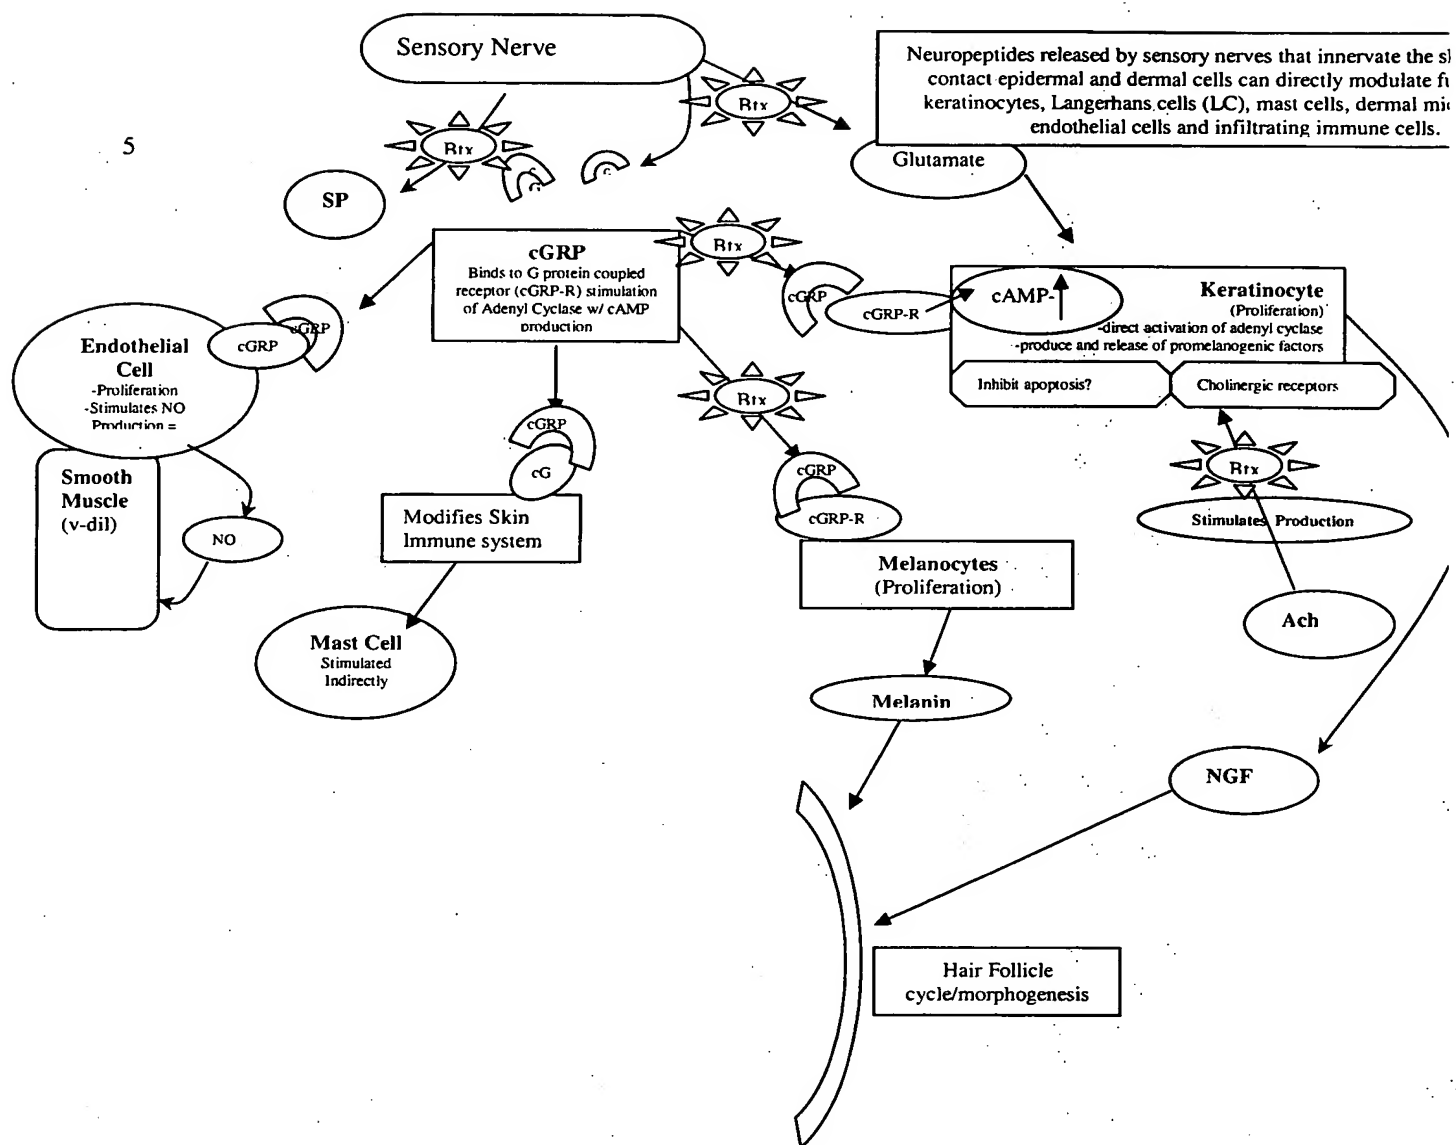 Sensory Nerve
Neuropeptides released by sensory nerves that innervate the
contact epidermal and dermal cells can directly modulate
keratinocytes, Langerhans cells (LC), mast cells, dermal
endothelial cells and infiltrating immune cells.
Btx
Btx
5
Glutamate
SP
cGRP
Binds to G protein coupled
receptor (cGRP-R) stimulation
of Adenyl Cyclase w/ cAMP
production
Btx
cGRP
cGRP-R
cAMP-
Keratinocyte
(Proliferation)
-direct activation of adenyl cyclase
-produce and release of promelanogenic factors
Inhibit apoptosis?
Cholinergic receptors
cGRP
cGRP
Endothelial
Cell
-Proliferation
-Stimulates NO
Production =
Btx
cGRP
cG
cGRP
cGRP-R
Btx
Stimulates Production
Smooth
Muscle
(v-dil)
NO
Modifies Skin
Immune system
Melanocytes
(Proliferation)
Ach
Mast Cell
Stimulated
Indirectly
Melanin
NGF
Hair Follicle
cycle/morphogenesis